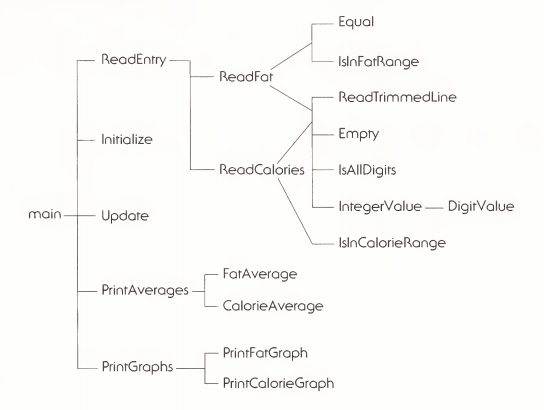 Equal
ReadEntry
IsInFatRange
ReadFat
ReadTrimmedLine
Empty
Initialize
ReadCalories
IsAllDigits
IntegerValue
DigitValue
main
Update
IsInCalorieRange
FatAverage
PrintAverages
CalorieAverage
PrintFatGraph
PrintGraphs
PrintCalorieGraph